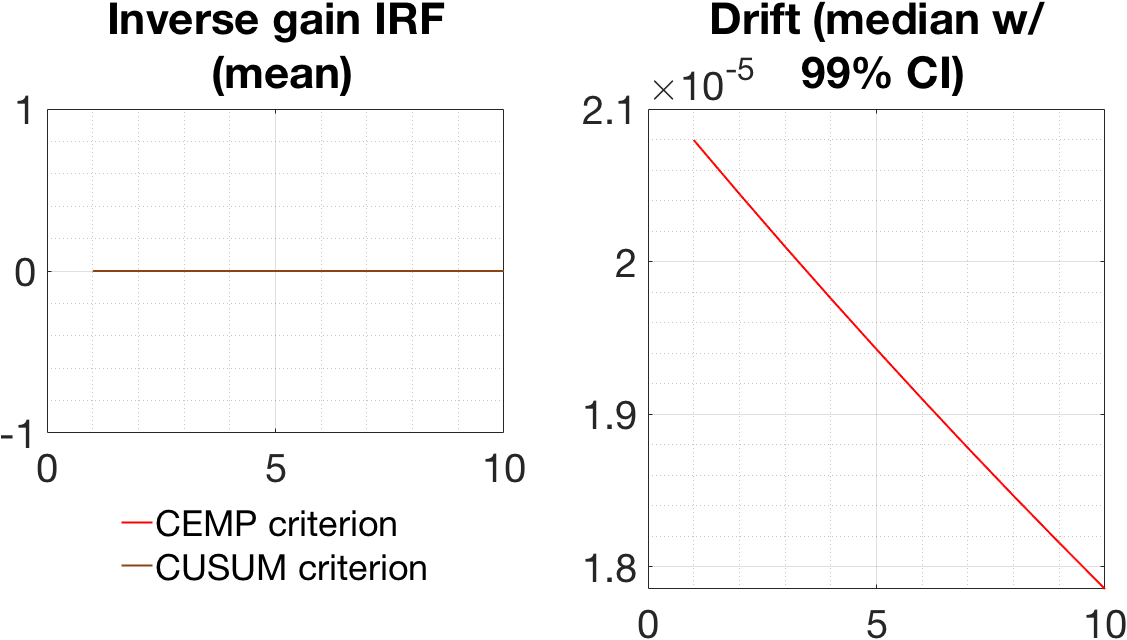 Inverse gain IRF
(mean)
1
0
-1
0 5 10
CEMP criterion
CUSUM criterion
Drift (median w/
99% CI)
×10-5
2.1
2
1.9
1.8
0 5 10